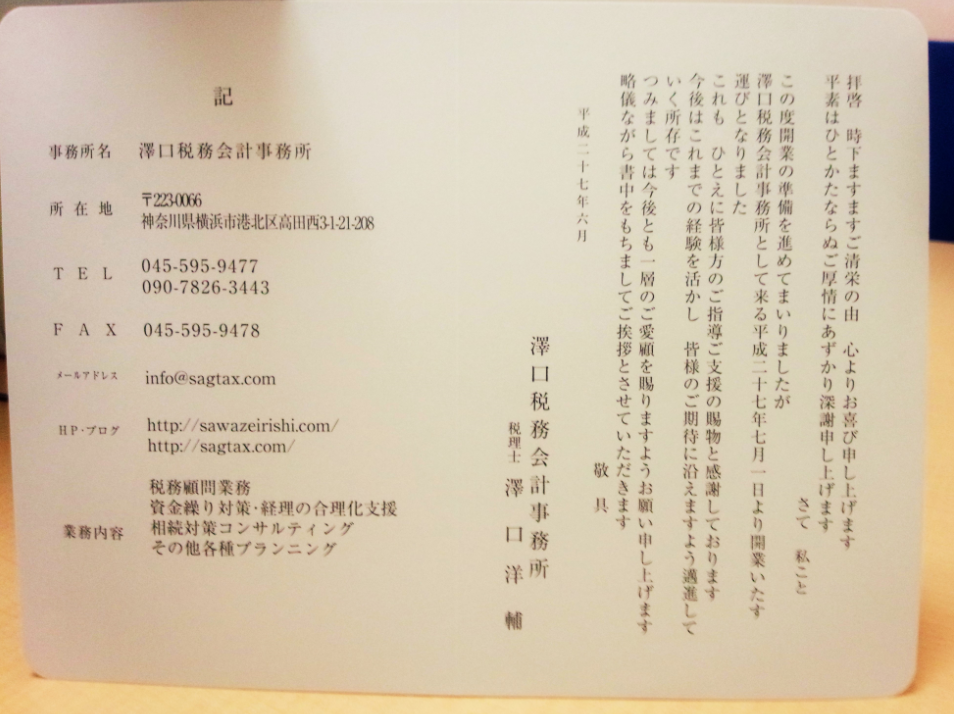 拝啓　時下ますますご清栄の由　心よりお喜び申し上げます
平素はひとかたならぬご厚情にあずかり深謝申し上げます
さて　私こと
この度開業の準備を進めてまいりましたが
澤口税務会計事務所として来る平成二十七年七月一日より開業いたす
運びとなりました
これも　ひとえに皆様方のご指導ご支援の賜物と感謝しております
今後はこれまでの経験を活かし　皆様のご期待に沿えますよう邁進して
いく所存です
つみましては今後とも一層のご愛顧を賜りますようお願い申し上げます
略儀ながら書中をもちましてご挨拶とさせていただきます
敬具
平成二十七年六月
澤口税務会計事務所
税理士　澤口洋輔
記
事務所名　澤口税務会計事務所
所在地　〒223-0066
神奈川県横浜市港北区高田西3-1-21-208
TEL　045-595-9477
090-7826-3443
FAX　045-595-9478
メールアドレス　info@sagtax.com
HP・ブログ　http://sawazeirishi.com/
http://sagtax.com/
業務内容　税務顧問業務
資金繰り対策・経理の合理化支援
相続対策コンサルティング
その他各種プランニング